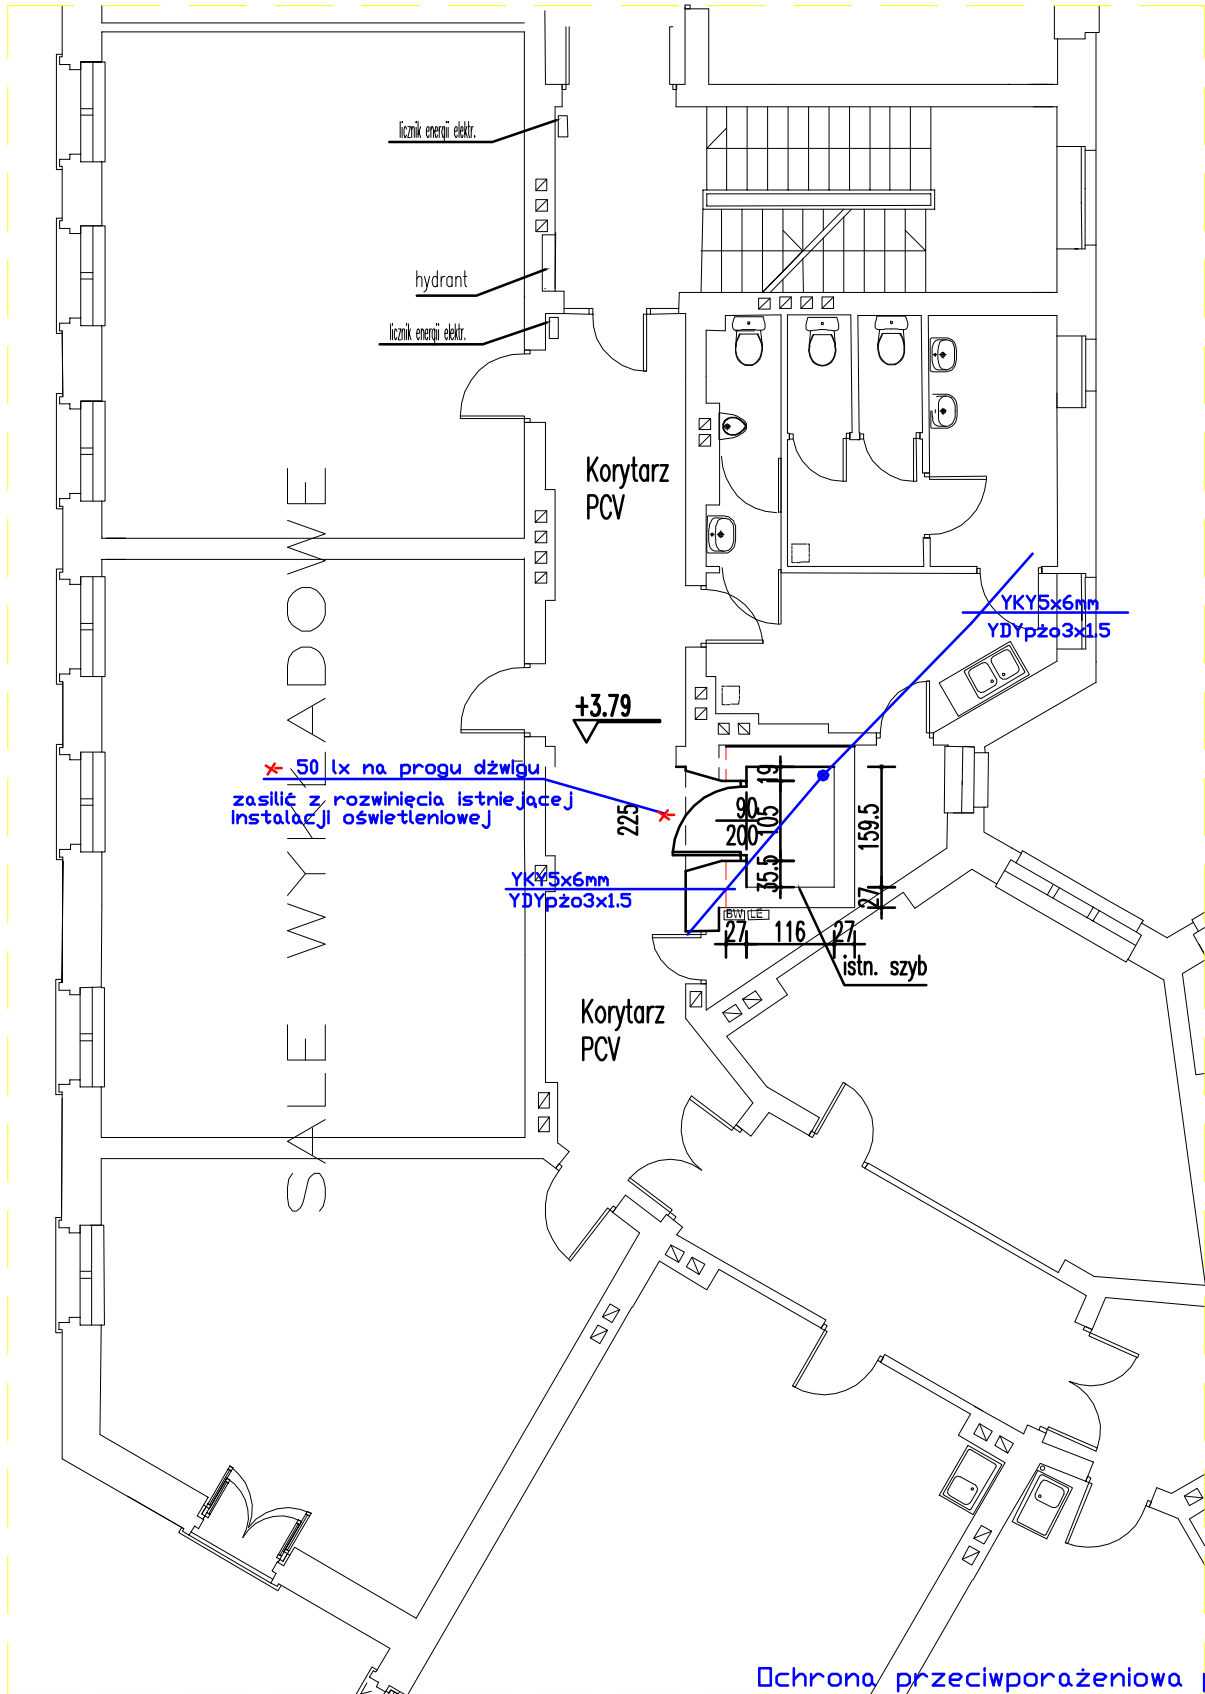 licznik energii elektr.
hydrant
licznik energii elektr.
Korytarz
PCV
YKY5x6mm
YDYpżo3x1.5
+3.79
50 lx na progu dźwigu
zasilić z rozwinięcia istniejącej
instalacji oświetleniowej
225
19
90
200
105
35.5
159.5
27
YKY5x6mm
YDYpżo3x1.5
BW LE
27 116 27
istn. szyb
Korytarz
PCV
SALE WYKŁADOWE
Ochrona przeciwporażeniowa